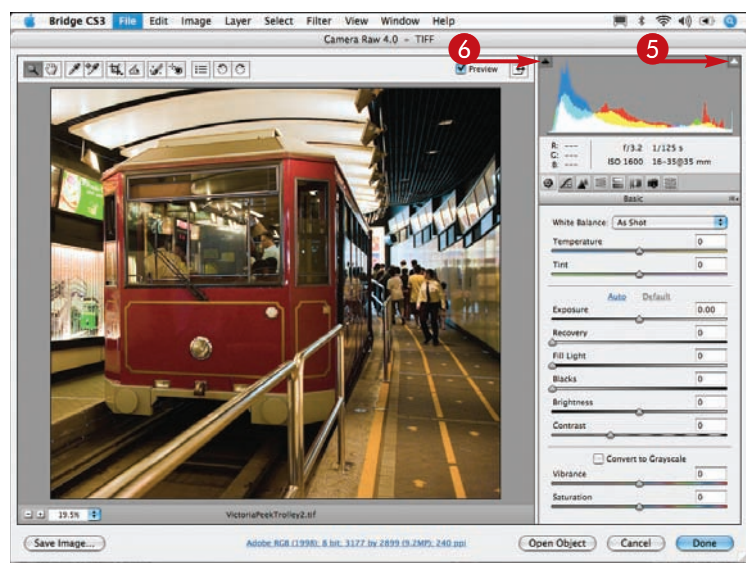 Bridge CS3 File Edit Image Layer Select Filter View Window Help
Camera Raw 4.0 - TIFF
6
5
Preview
R: ---
G: ---
B: ---
f/3.2 1/125 s
ISO 1600 16-35@35 mm
Basic
White Balance: As Shot
Temperature 0
Tint 0
Auto Default
Exposure 0.00
Recovery 0
Fill Light 0
Blacks 0
Brightness 0
Contrast 0
Convert to Grayscale
Vibrance 0
Saturation 0
19.5% VictoriaPeekTrolley2.tif
Save Image... Adobe RGB (1998); 8 bit; 3177 by 2899 (9.2MP); 240 ppi Open Object Cancel Done